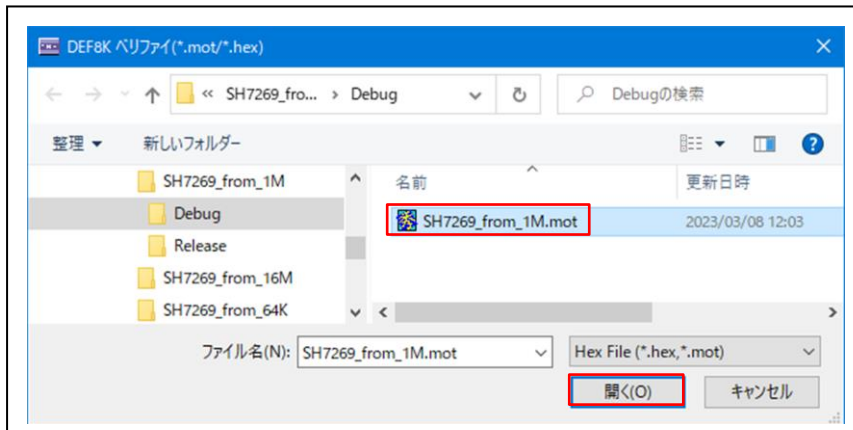 DEF8K ベリファイ(*.mot/*.hex)
« SH7269_fro... › Debug
Debugの検索
整理
新しいフォルダー
SH7269_from_1M
Debug
Release
SH7269_from_16M
SH7269_from_64K
名前
更新日時
SH7269_from_1M.mot
2023/03/08 12:03
ファイル名(N):
SH7269_from_1M.mot
Hex File (*.hex,*.mot)
開く(O)
キャンセル